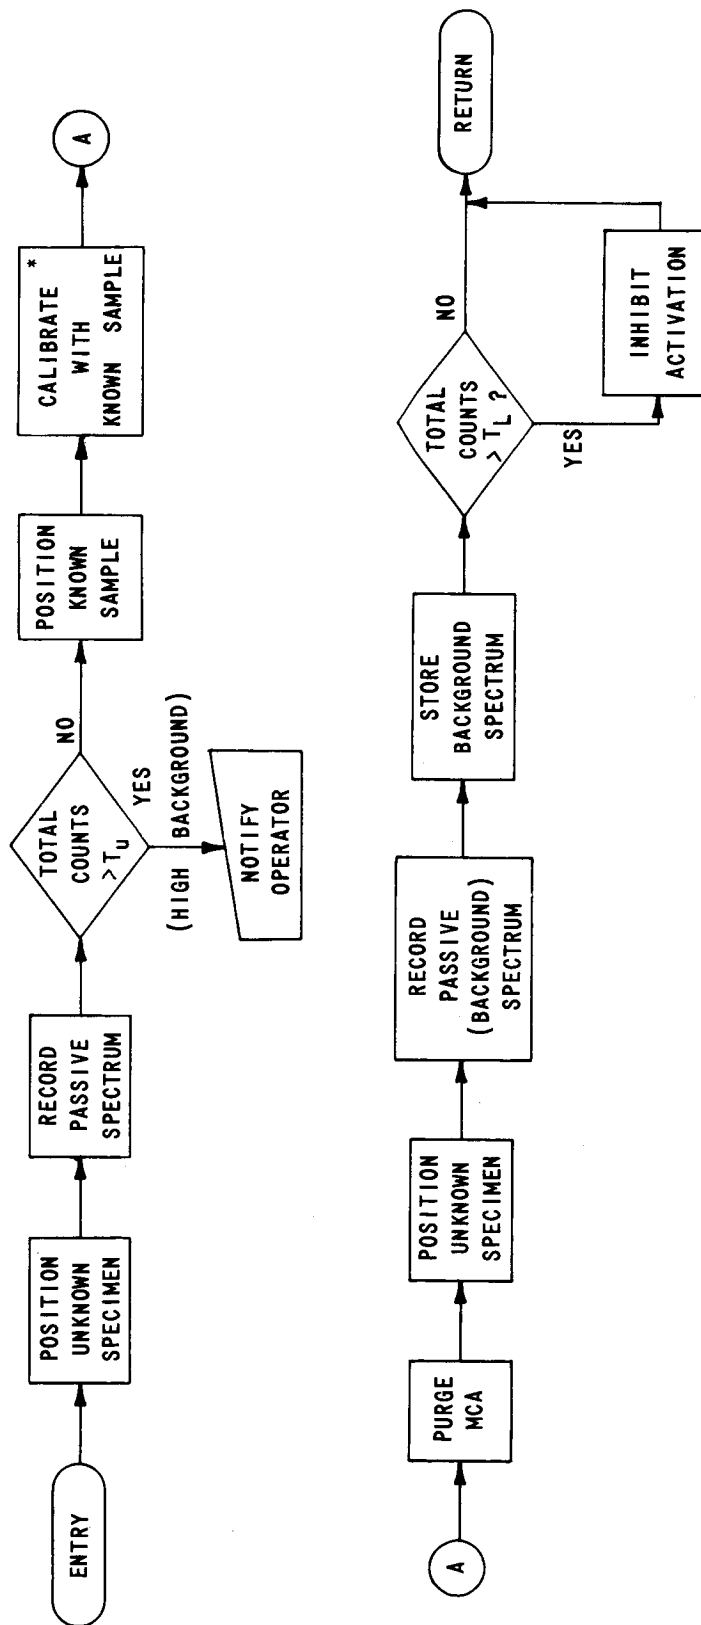 ENTRY
POSITION
UNKNOWN
SPECIMEN
RECORD
PASSIVE
SPECTRUM
TOTAL
COUNTS
>Tu
NO
YES
(HIGH BACKGROUND)
NOTIFY
OPERATOR
POSITION
KNOWN
SAMPLE
CALIBRATE *
WITH
KNOWN SAMPLE
A
A
PURGE
MCA
POSITION
UNKNOWN
SPECIMEN
RECORD
PASSIVE
(BACKGROUND)
SPECTRUM
STORE
BACKGROUND
SPECTRUM
TOTAL
COUNTS
> TL ?
NO
YES
INHIBIT
ACTIVATION
RETURN